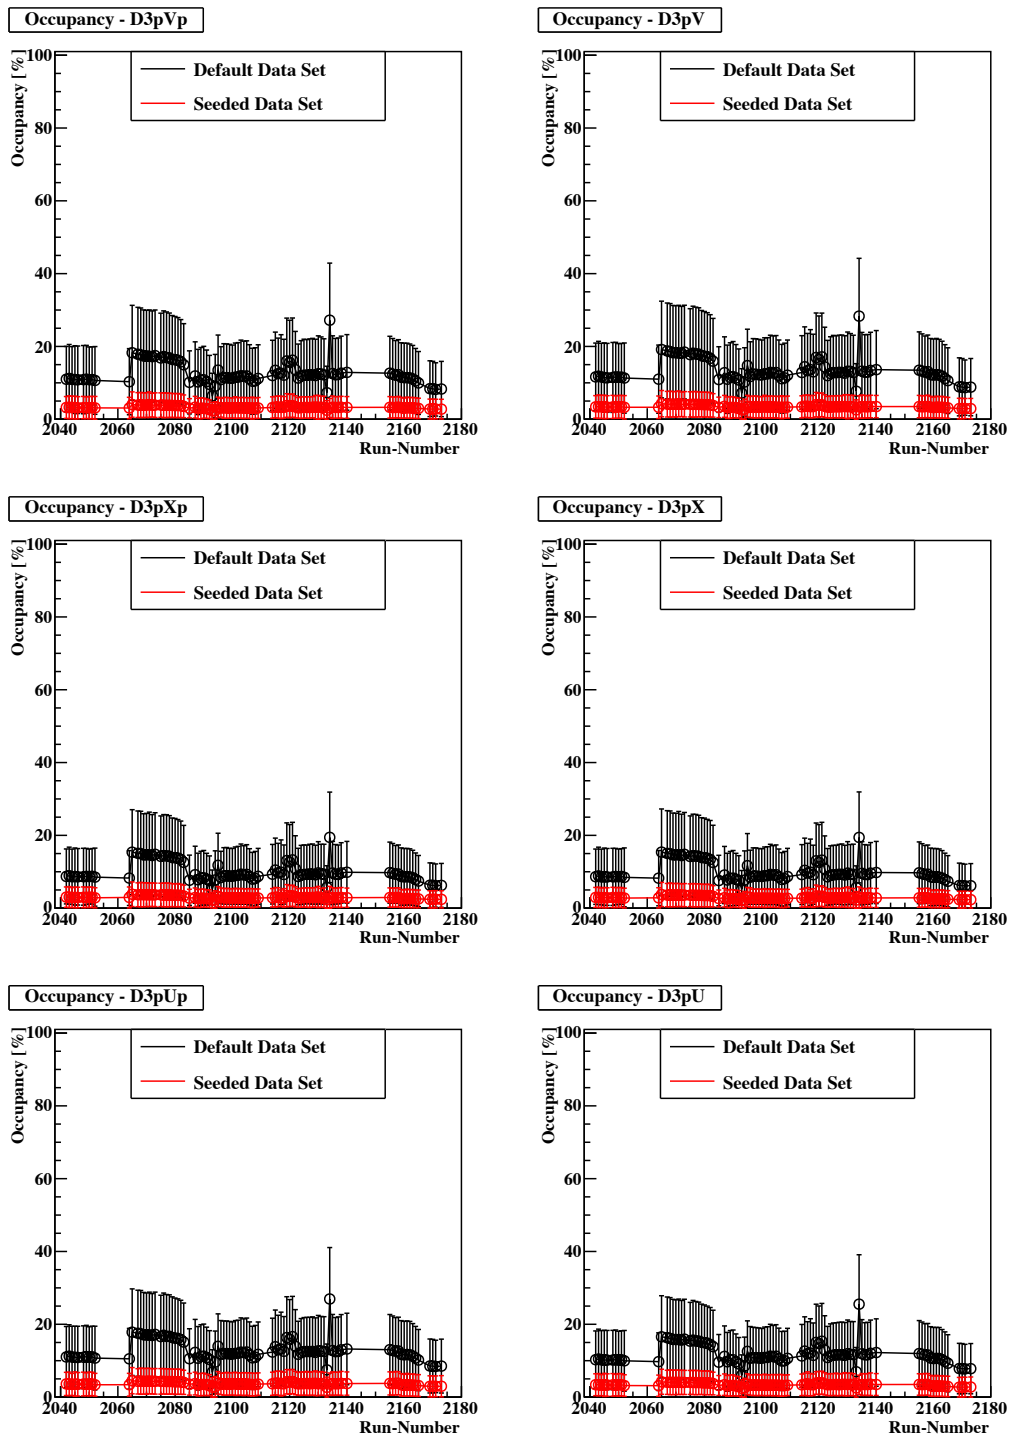 Occupancy - D3pVp
Occupancy [%]
100
80
60
40
20
0
Default Data Set
Seeded Data Set
2040 2060 2080 2100 2120 2140 2160 2180
Run-Number
Occupancy - D3pV
Occupancy [%]
100
80
60
40
20
0
Default Data Set
Seeded Data Set
2040 2060 2080 2100 2120 2140 2160 2180
Run-Number
Occupancy - D3pXp
Occupancy [%]
100
80
60
40
20
0
Default Data Set
Seeded Data Set
2040 2060 2080 2100 2120 2140 2160 2180
Run-Number
Occupancy - D3pX
Occupancy [%]
100
80
60
40
20
0
Default Data Set
Seeded Data Set
2040 2060 2080 2100 2120 2140 2160 2180
Run-Number
Occupancy - D3pUp
Occupancy [%]
100
80
60
40
20
0
Default Data Set
Seeded Data Set
2040 2060 2080 2100 2120 2140 2160 2180
Run-Number
Occupancy - D3pU
Occupancy [%]
100
80
60
40
20
0
Default Data Set
Seeded Data Set
2040 2060 2080 2100 2120 2140 2160 2180
Run-Number